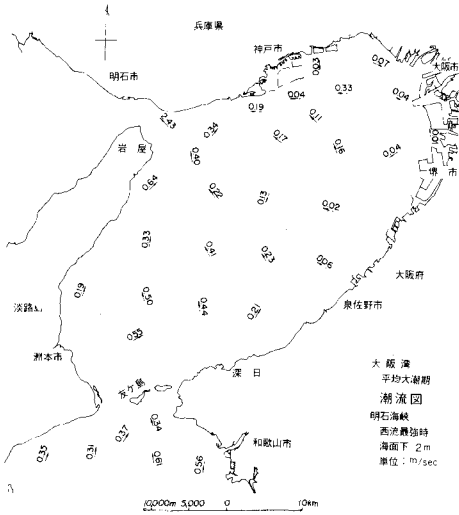 兵庫県
神戸市
明石市
大阪市
0.07
0.03
0.33
0.04
0.04
0.19
0.11
2.43
0.34
0.17
0.16
0.04
岩屋
0.40
堺市
0.64
0.22
0.13
0.02
0.33
0.41
0.23
0.06
大阪府
淡路
0.19
0.50
0.44
0.21
泉佐野市
0.55
洲本市
深日
友ケ島
0.34
0.37
0.35
0.31
0.61
0.56
和歌山市
大阪湾
平均大潮期
潮流図
明石海峡
西流最強時
海面下 2m
単位：m/sec
10,000m 5,000 0 10km